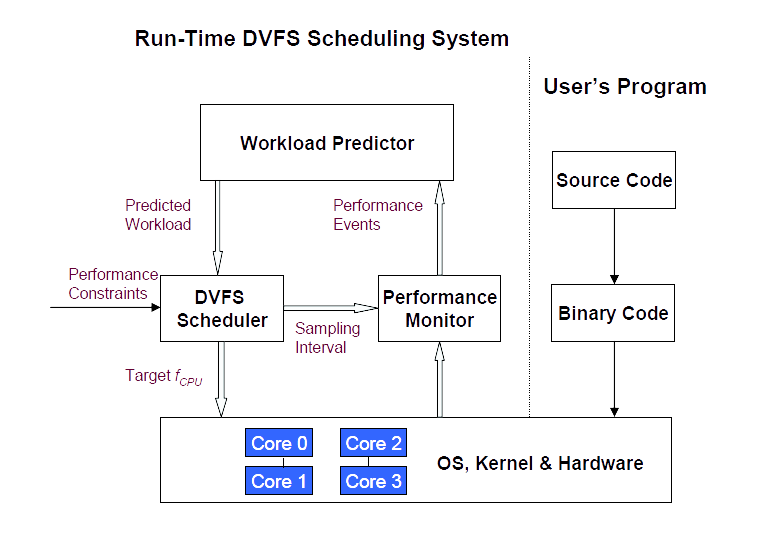 Run-Time DVFS Scheduling System
User's Program
Workload Predictor
Source Code
Predicted
Workload
Performance
Events
Performance
Constraints
DVFS
Scheduler
Sampling
Interval
Performance
Monitor
Binary Code
Target fCPU
Core 0
Core 2
Core 1
Core 3
OS, Kernel & Hardware